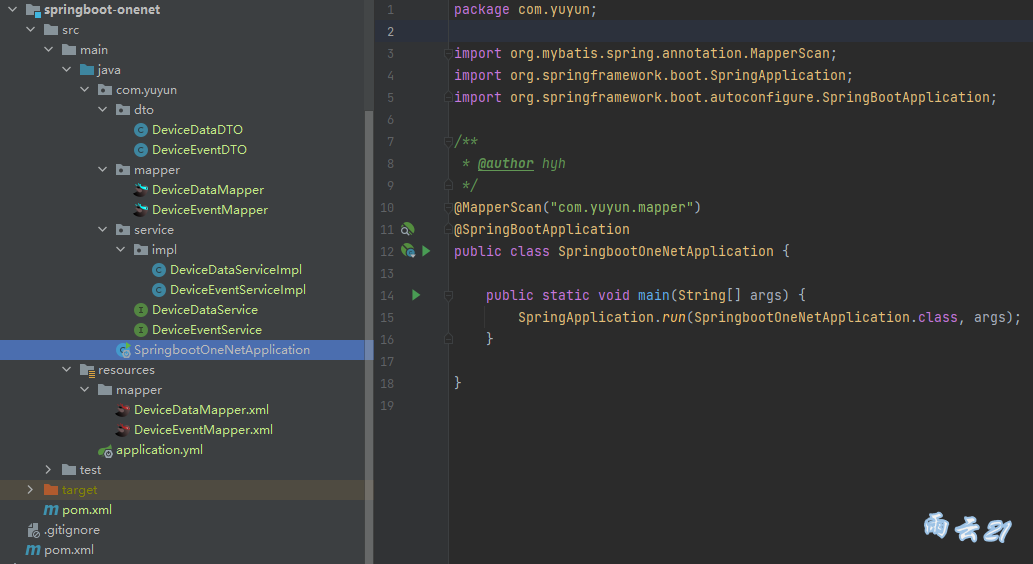 springboot-onenet
src
main
java
com.yuyun
dto
DeviceDataDTO
DeviceEventDTO
mapper
DeviceDataMapper
DeviceEventMapper
service
impl
DeviceDataServiceImpl
DeviceEventServiceImpl
DeviceDataService
DeviceEventService
SpringbootOneNetApplication
resources
mapper
DeviceDataMapper.xml
DeviceEventMapper.xml
application.yml
test
target
pom.xml
.gitignore
pom.xml
1 package com.yuyun;
2
3 import org.mybatis.spring.annotation.MapperScan;
4 import org.springframework.boot.SpringApplication;
5 import org.springframework.boot.autoconfigure.SpringBootApplication;
6
7 /**
8 * @author hyh
9 */
10 @MapperScan("com.yuyun.mapper")
11 @SpringBootApplication
12 public class SpringbootOneNetApplication {
13
14 public static void main(String[] args) {
15 SpringApplication.run(SpringbootOneNetApplication.class, args);
16 }
17
18 }
19
雨云21